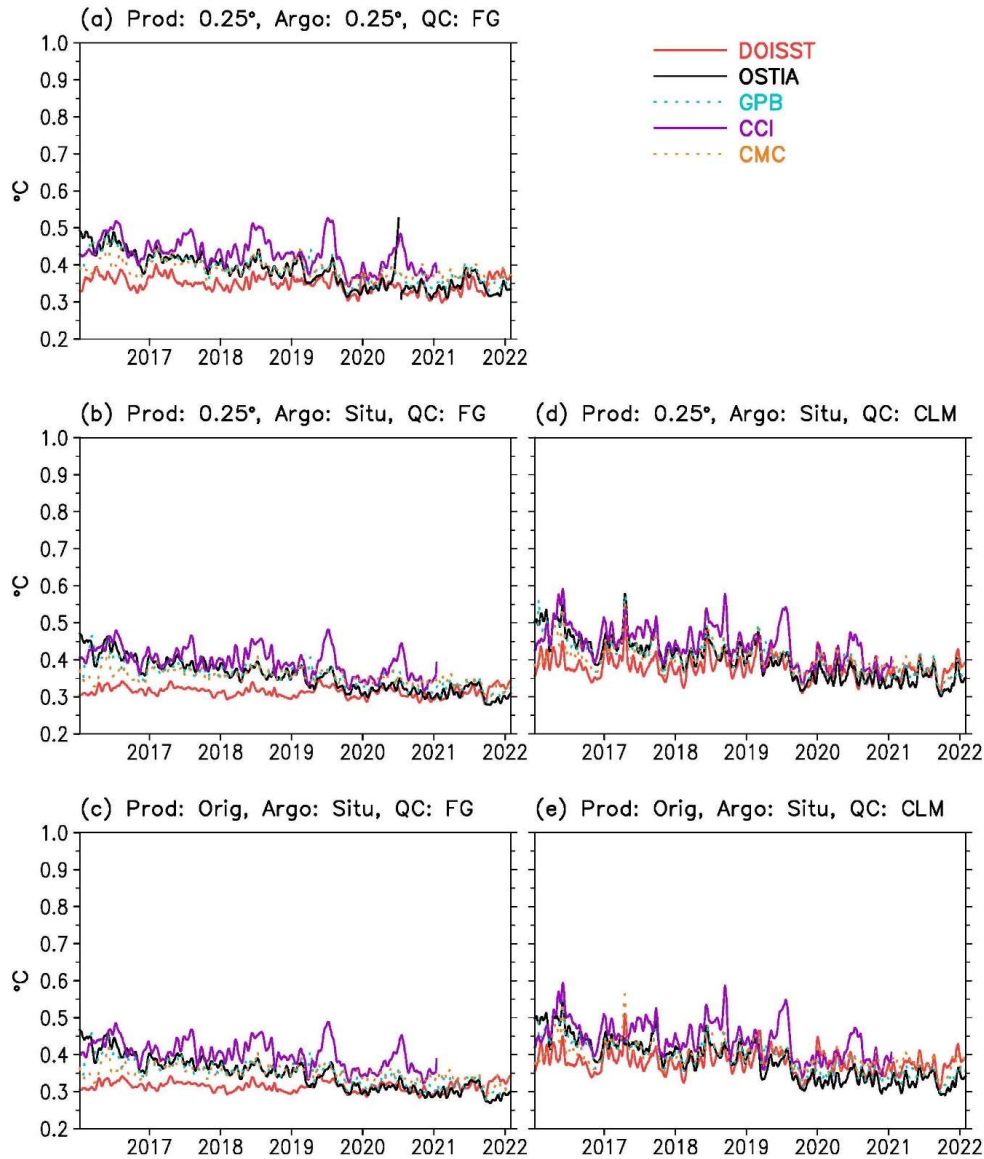 (a) Prod: 0.25°, Argo: 0.25°, QC: FG
DOISST
OSTIA
GPB
CCI
CMC
°C
1.0
0.9
0.8
0.7
0.6
0.5
0.4
0.3
0.2
2017 2018 2019 2020 2021 2022
(b) Prod: 0.25°, Argo: Situ, QC: FG
°C
1.0
0.9
0.8
0.7
0.6
0.5
0.4
0.3
0.2
2017 2018 2019 2020 2021 2022
(d) Prod: 0.25°, Argo: Situ, QC: CLM
2017 2018 2019 2020 2021 2022
(c) Prod: Orig, Argo: Situ, QC: FG
°C
1.0
0.9
0.8
0.7
0.6
0.5
0.4
0.3
0.2
2017 2018 2019 2020 2021 2022
(e) Prod: Orig, Argo: Situ, QC: CLM
2017 2018 2019 2020 2021 2022